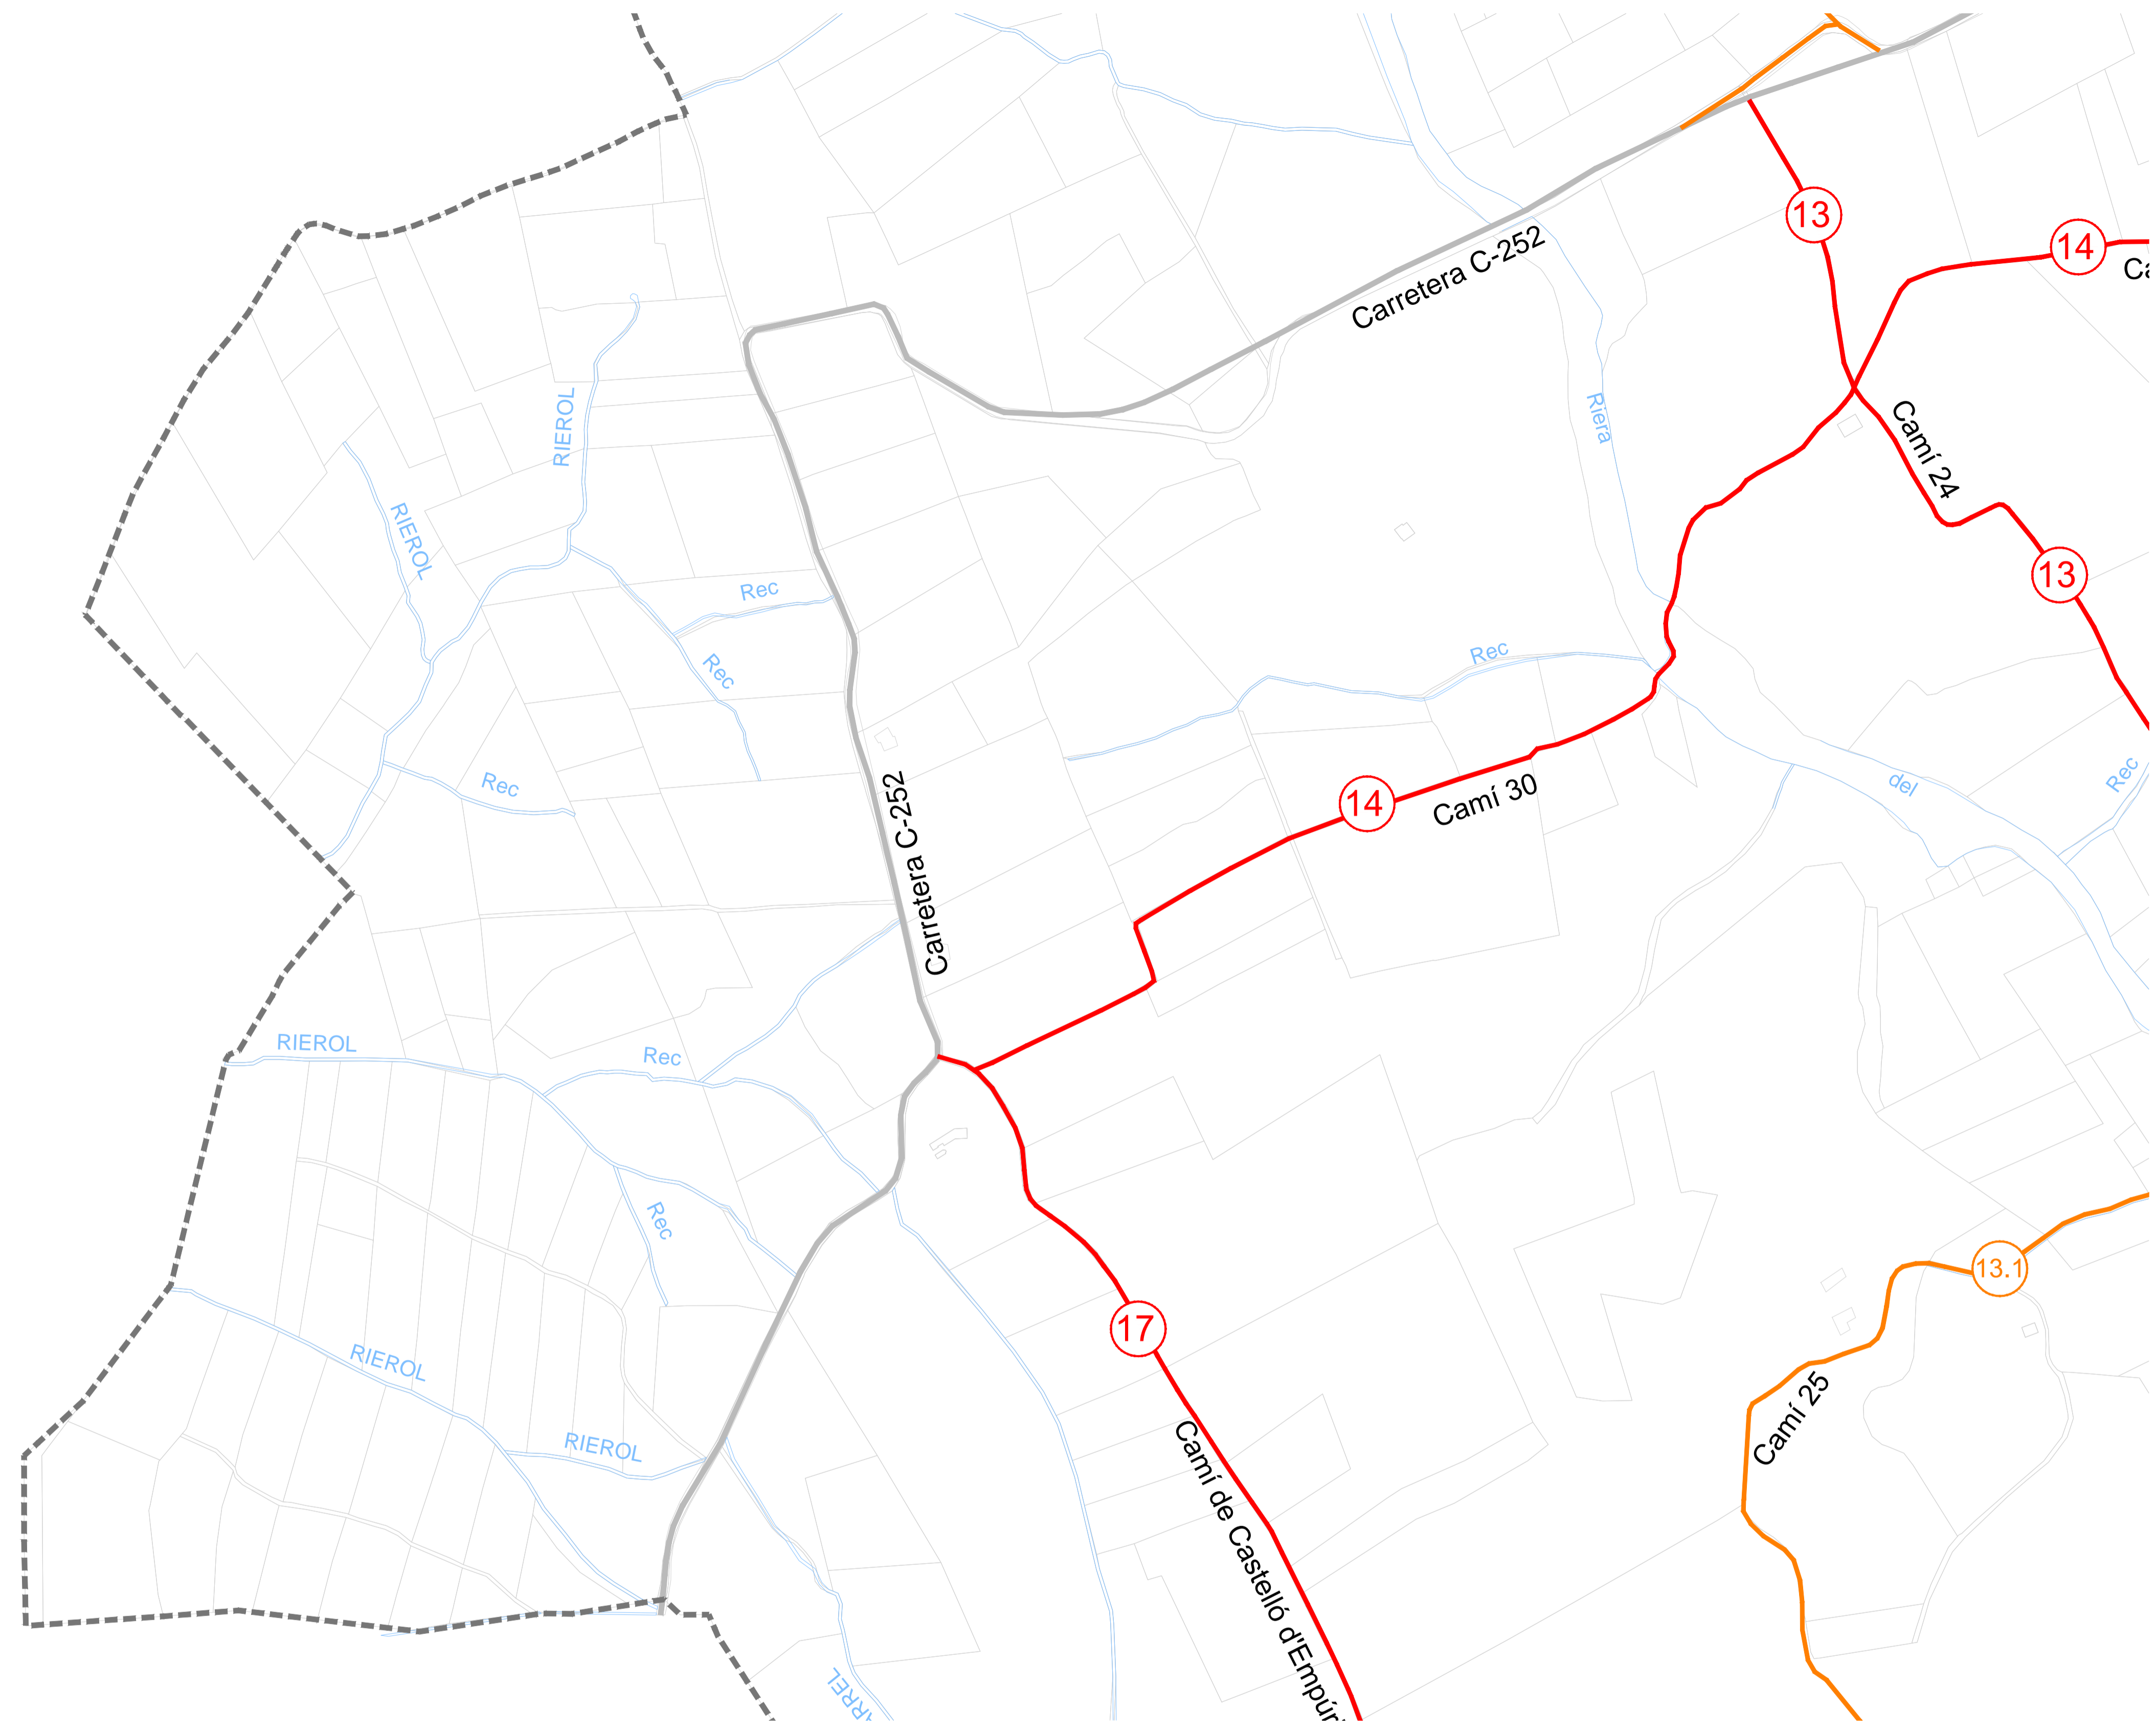 13
14
Carretera C-252
RIEROL
Riera
Camí 24
RIEROL
13
Rec
Rec
Rec
Rec
del
Rec
14
Camí 30
Carretera C-252
RIEROL
Rec
Rec
13.1
17
RIEROL
Camí 25
RIEROL
Camí de Castelló d'Empúr